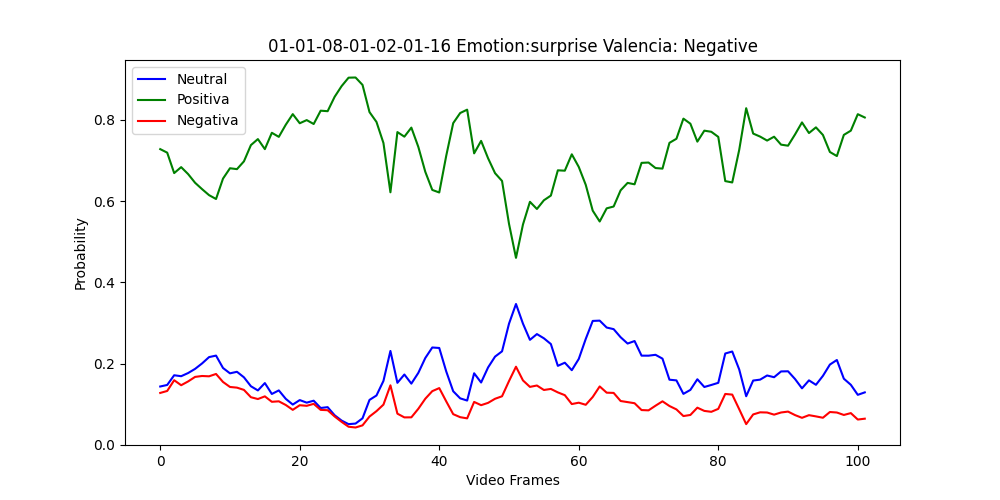 01-01-08-01-02-01-16 Emotion:surprise Valencia: Negative
Neutral
Positiva
Negativa
Probability
0.8
0.6
0.4
0.2
0.0
0 20 40 60 80 100
Video Frames